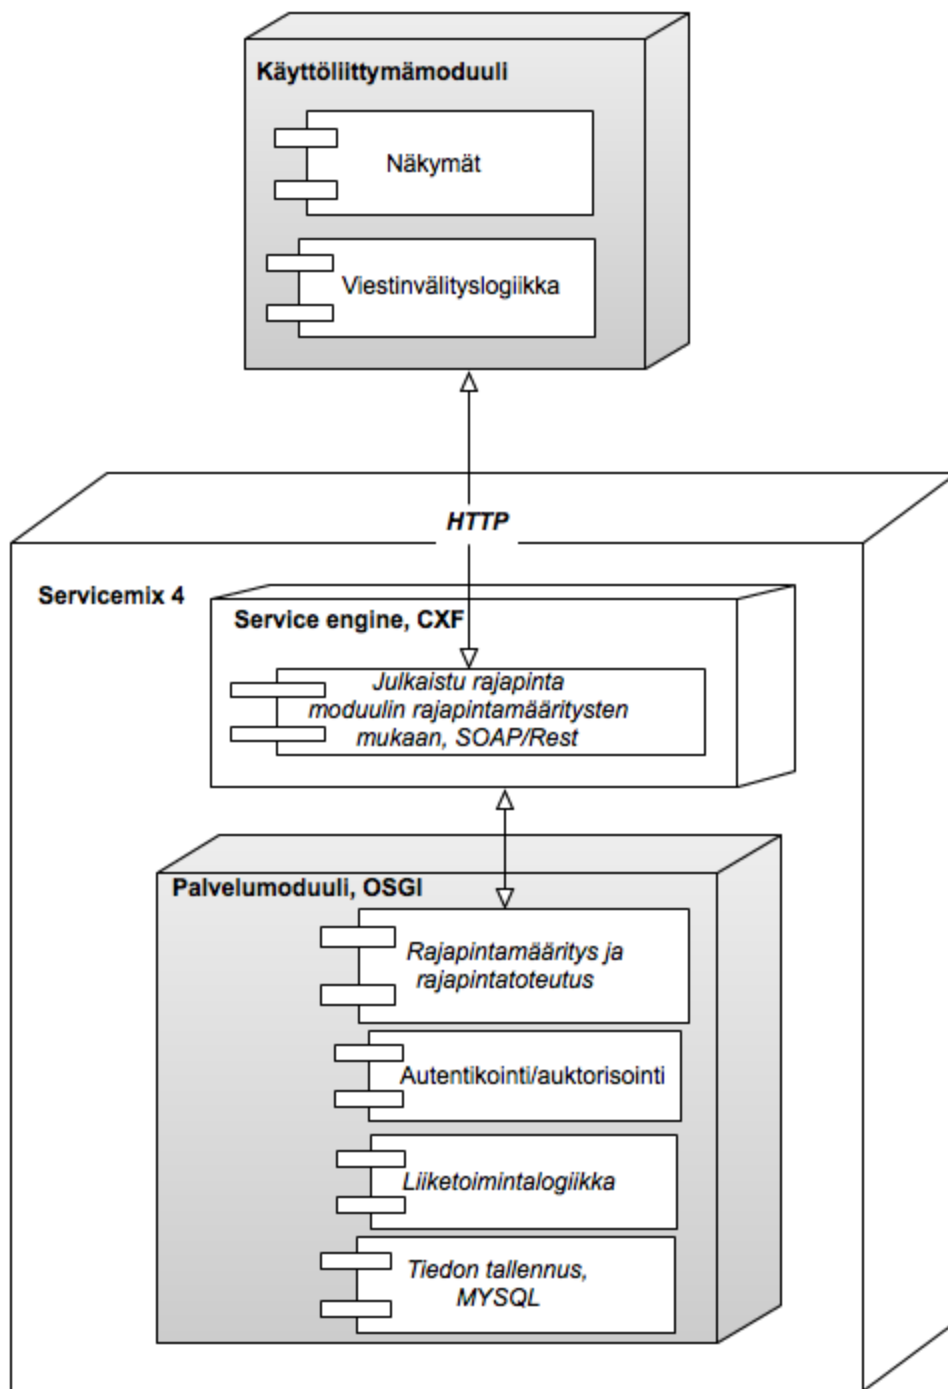 Käyttöliittymämoduuli
Näkymät
Viestinvälityslogiikka
HTTP
Servicemix 4
Service engine, CXF
Julkaistu rajapinta
moduulin rajapintamääritysten
mukaan, SOAP/Rest
Palvelumoduuli, OSGI
Rajapintamääritys ja
rajapintatoteutus
Autentikointi/auktorisointi
Liiketoimintalogiikka
Tiedon tallennus,
MYSQL